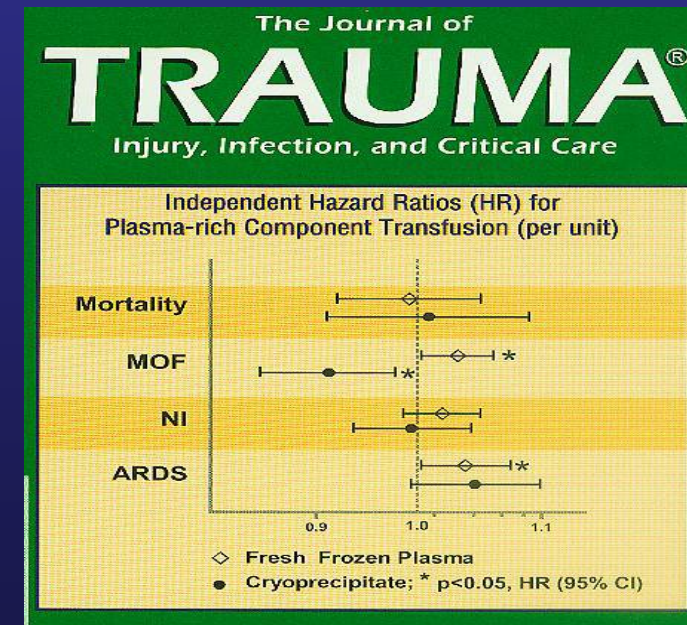 The Journal of
TRAUMA®
Injury, Infection, and Critical Care
Independent Hazard Ratios (HR) for
Plasma-rich Component Transfusion (per unit)
Mortality
MOF
*
*
NI
ARDS
*
0.9 1.0 1.1
◇ Fresh Frozen Plasma
● Cryoprecipitate; * p<0.05, HR (95% CI)